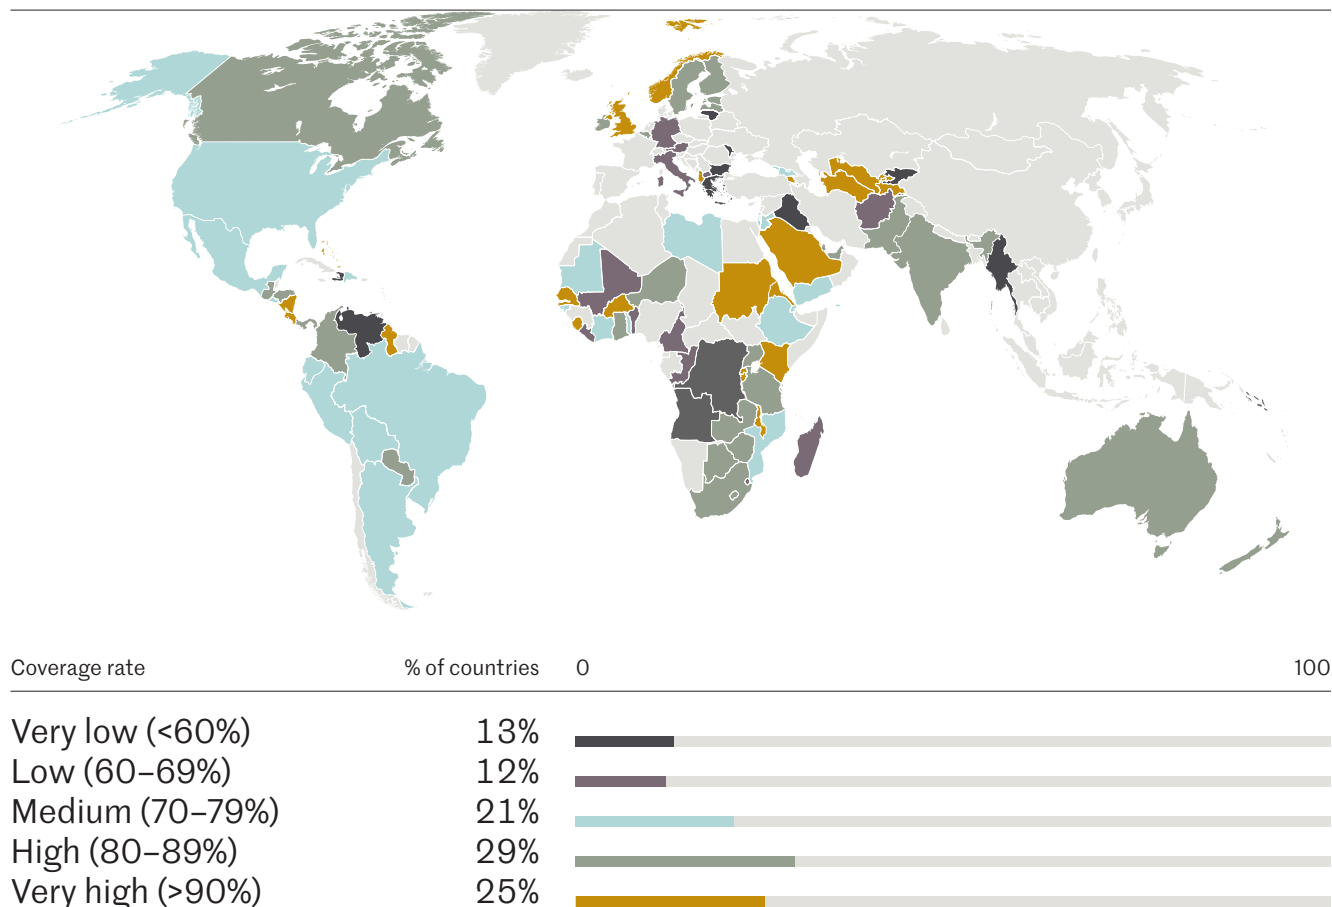 Coverage rate % of countries 0 100
Very low (<60%) 13%
Low (60–69%) 12%
Medium (70–79%) 21%
High (80–89%) 29%
Very high (>90%) 25%